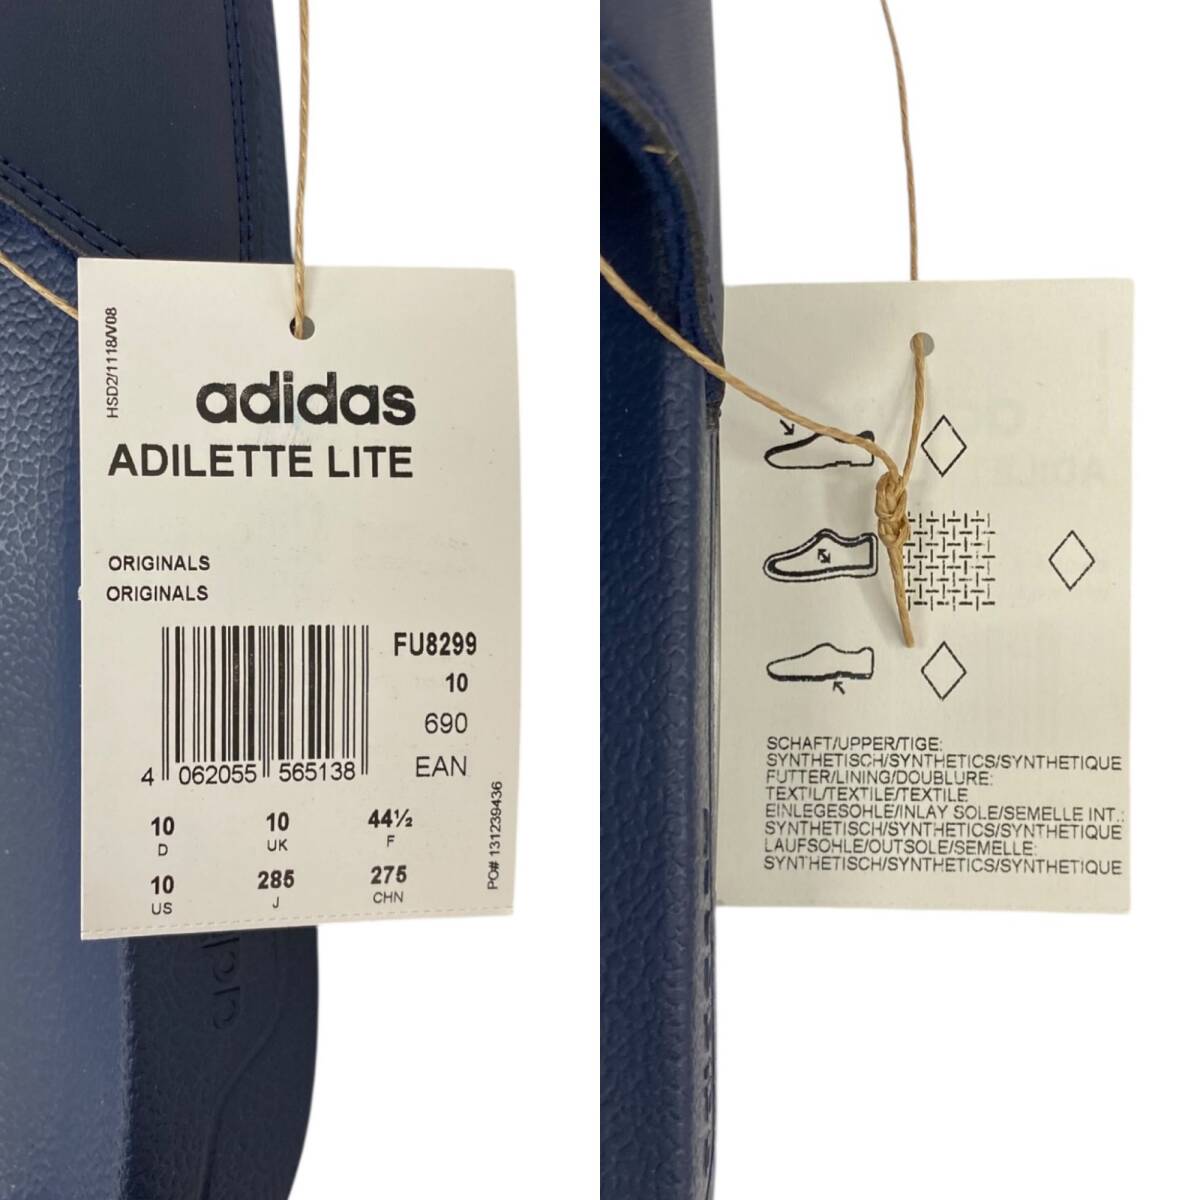 HSD2/1118/V08
adidas
ADILETTE LITE
ORIGINALS
ORIGINALS
FU8299
10
690
EAN
4 062055 565138
10 10 44½
D UK F
10 285 275
US J CHN
PO# 131239436
SCHAFT/UPPER/TIGE:
SYNTHETISCH/SYNTHETICS/SYNTHETIQUE
FUTTER/LINING/DOUBLURE:
TEXTIL/TEXTILE/TEXTILE
EINLEGESOHLE/INLAY SOLE/SEMELLE INT.:
SYNTHETISCH/SYNTHETICS/SYNTHETIQUE
LAUFSOHLE/OUTSOLE/SEMELLE:
SYNTHETISCH/SYNTHETICS/SYNTHETIQUE